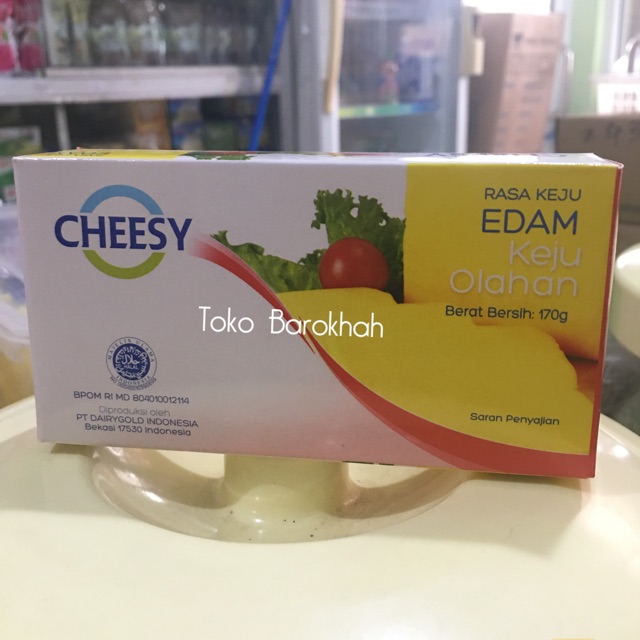 CHEESY
RASA KEJU
EDAM
Keju
Olahan
Berat Bersih: 170g
Toko Barokhah
HALAL
BPOM RI MD 804010012114
Diproduksi oleh
PT DAIRYGOLD INDONESIA
Bekasi 17530 Indonesia
Saran Penyajian